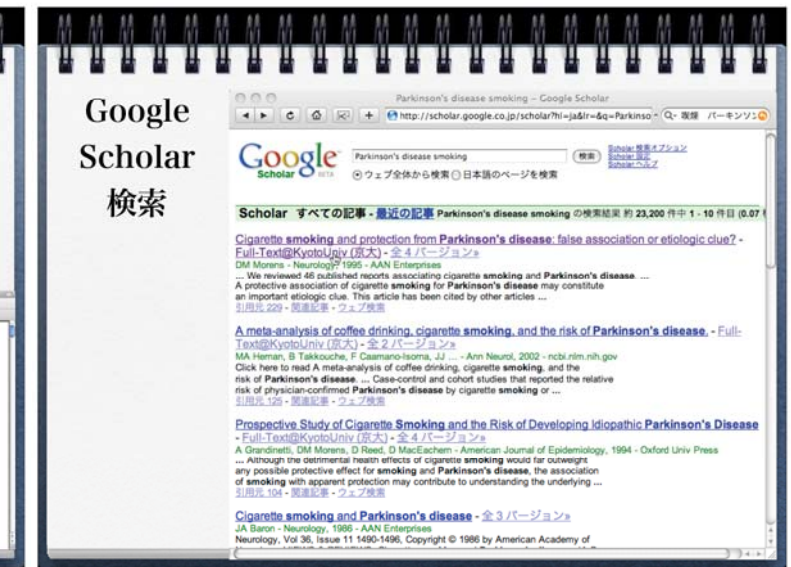 Google
Scholar
検索
Parkinson's disease smoking – Google Scholar
http://scholar.google.co.jp/scholar?hl=ja&lr=&q=Parkinso
喫煙 パーキンソン
Google
Scholar BETA
Parkinson's disease smoking
検索
Scholar 検索オプション
Scholar 設定
Scholar ヘルプ
ウェブ全体から検索 日本語のページを検索
Scholar すべての記事 - 最近の記事 Parkinson's disease smoking の検索結果 約 23,200 件中 1 - 10 件目 (0.07
Cigarette smoking and protection from Parkinson's disease: false association or etiologic clue? -
Full-Text@KyotoUniv (京大) - 全 4 バージョン»
DM Morens - Neurology, 1995 - AAN Enterprises
... We reviewed 46 published reports associating cigarette smoking and Parkinson's disease. ...
A protective association of cigarette smoking for Parkinson's disease may constitute
an important etiologic clue. This article has been cited by other articles ...
引用元 229 - 関連記事 - ウェブ検索
A meta-analysis of coffee drinking, cigarette smoking, and the risk of Parkinson's disease. - Full-
Text@KyotoUniv (京大) - 全 2 バージョン»
MA Hernan, B Takkouche, F Caamano-Isorna, JJ ... - Ann Neurol, 2002 - ncbi.nlm.nih.gov
Click here to read A meta-analysis of coffee drinking, cigarette smoking, and the
risk of Parkinson's disease. ... Case-control and cohort studies that reported the relative
risk of physician-confirmed Parkinson's disease by cigarette smoking or ...
引用元 125 - 関連記事 - ウェブ検索
Prospective Study of Cigarette Smoking and the Risk of Developing Idiopathic Parkinson's Disease
- Full-Text@KyotoUniv (京大) - 全 4 バージョン»
A Grandinetti, DM Morens, D Reed, D MacEachern - American Journal of Epidemiology, 1994 - Oxford Univ Press
... Although the detrimental health effects of cigarette smoking would far outweight
any possible protective effect for smoking and Parkinson's disease, the association
of smoking with apparent protection may contribute to understanding the underlying ...
引用元 104 - 関連記事 - ウェブ検索
Cigarette smoking and Parkinson's disease - 全 3 バージョン»
JA Baron - Neurology, 1986 - AAN Enterprises
Neurology, Vol 36, Issue 11 1490-1496, Copyright © 1986 by American Academy of